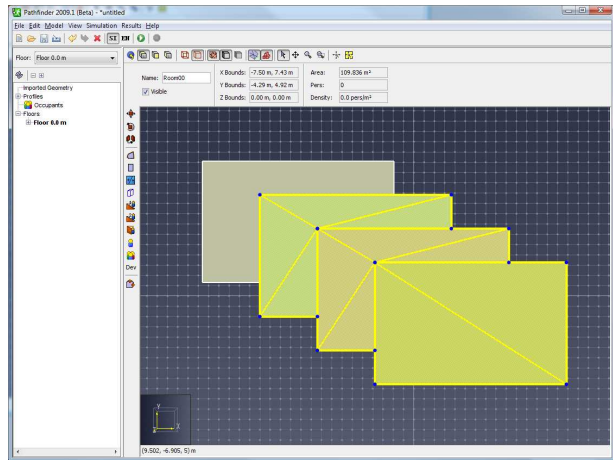 Pathfinder 2009.1 (Beta) - *untitled
File Edit Model View Simulation Results Help
SI EN
Floor: Floor 0.0 m
Name: Room00
X Bounds: -7.50 m, 7.43 m
Area: 109.836 m²
Visible
Y Bounds: -4.29 m, 4.92 m
Pers: 0
Z Bounds: 0.00 m, 0.00 m
Density: 0.0 pers/m²
Imported Geometry
Profiles
Occupants
Floors
Floor 0.0 m
Dev
Y
X
Z
(9.502, -6.905, 5) m